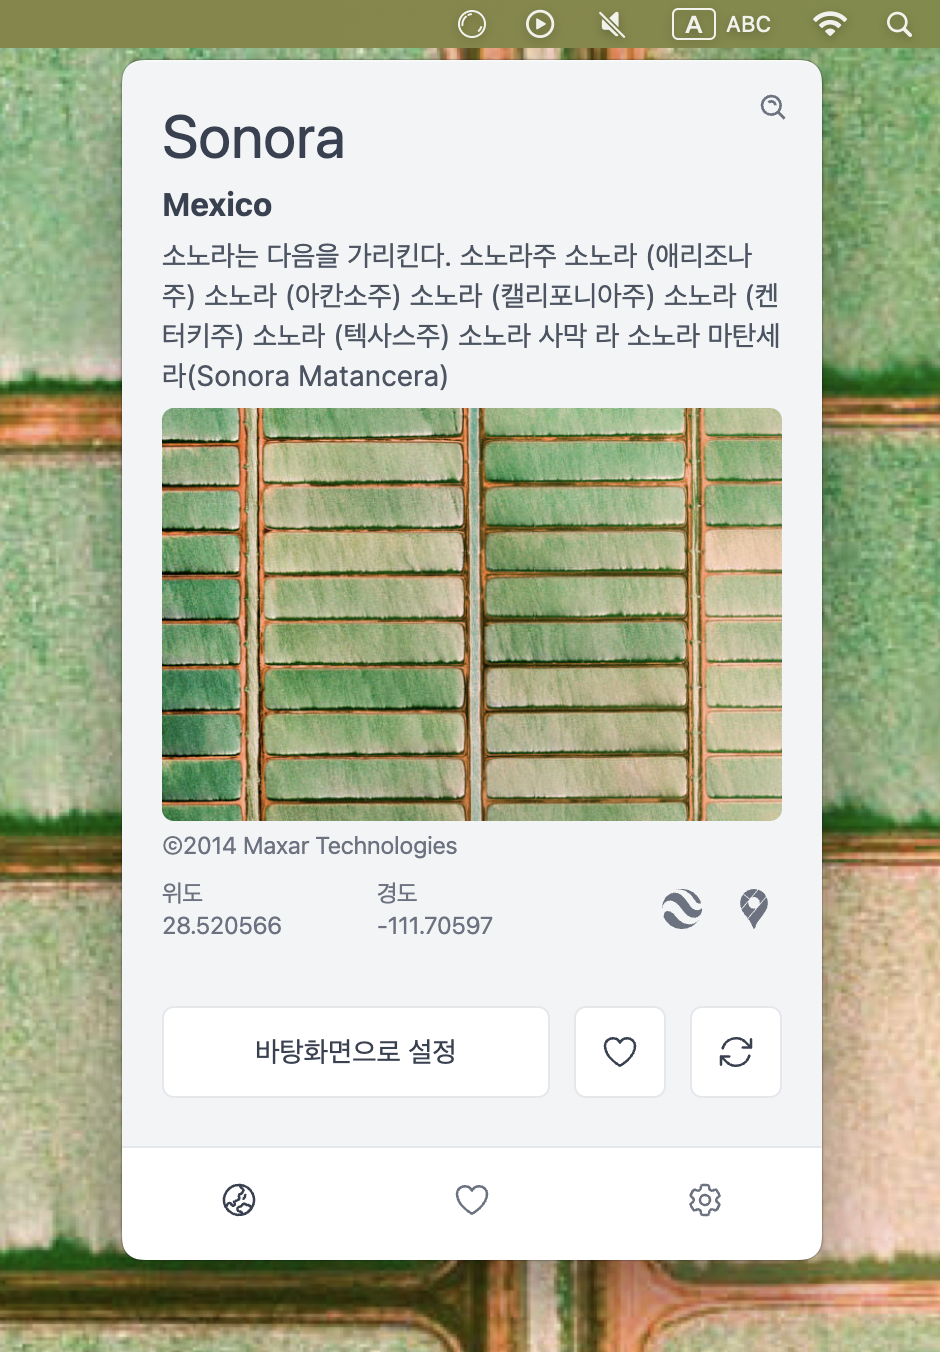 A ABC
Sonora
Mexico
소노라는 다음을 가리킨다. 소노라주 소노라 (애리조나
주) 소노라 (아칸소주) 소노라 (캘리포니아주) 소노라 (켄
터키주) 소노라 (텍사스주) 소노라 사막 라 소노라 마탄세
라(Sonora Matancera)
©2014 Maxar Technologies
위도 경도
28.520566 -111.70597
바탕화면으로 설정